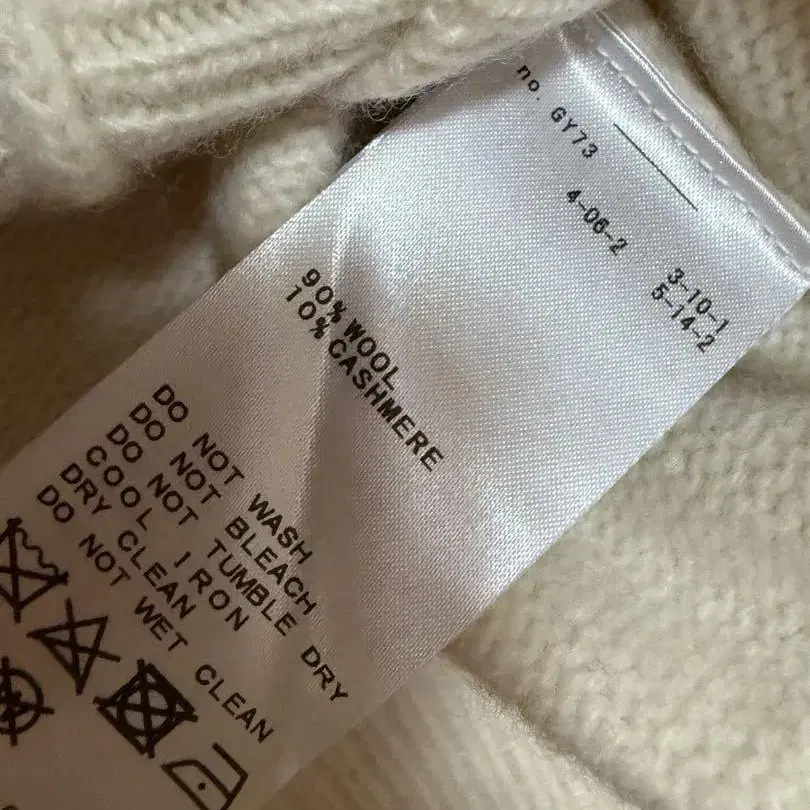 no. GY73
4-06-2
3-10-1
5-14-2
90% WOOL
10% CASHMERE
DO NOT WASH
DO NOT BLEACH
DO NOT TUMBLE DRY
COOL IRON
DRY CLEAN
DO NOT WET CLEAN